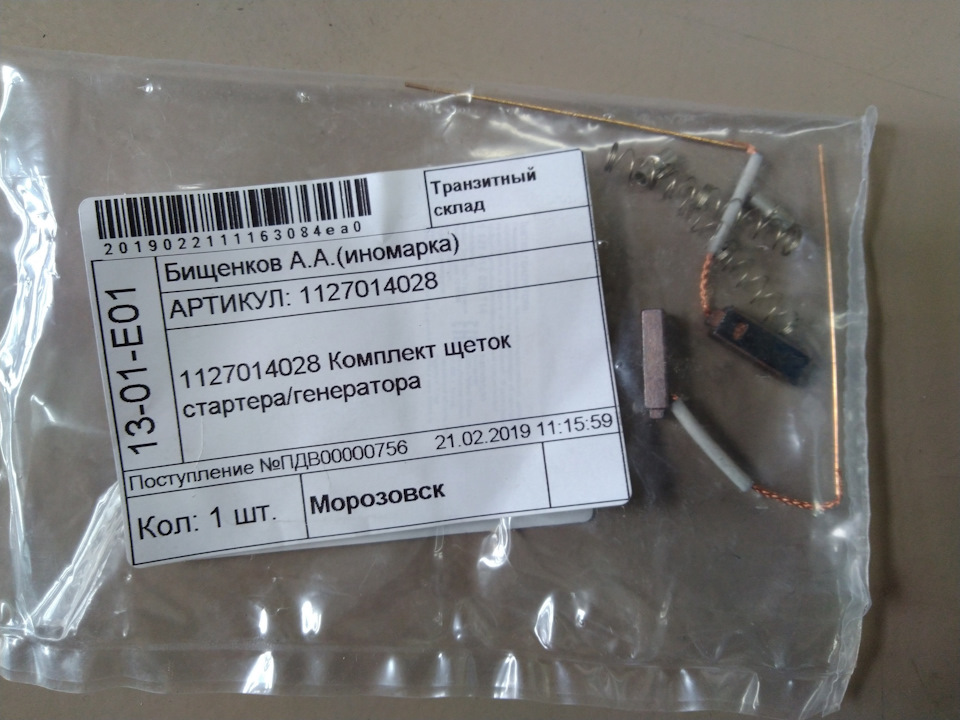 Транзитный
склад
2019022111163084ea0
13-01-E01
Бищенков А.А.(иномарка)
АРТИКУЛ: 1127014028
1127014028 Комплект щеток
стартера/генератора
Поступление №ПДВ00000756 21.02.2019 11:15:59
Кол: 1 шт.
Морозовск